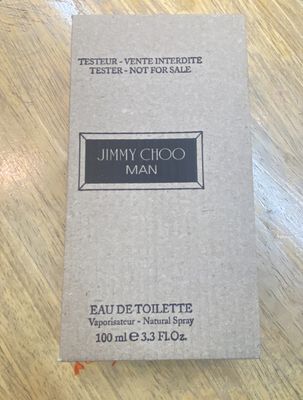 TESTEUR - VENTE INTERDITE
TESTER - NOT FOR SALE
JIMMY CHOO
MAN
EAU DE TOILETTE
Vaporisateur - Natural Spray
100 ml ℮ 3.3 Fl.Oz.